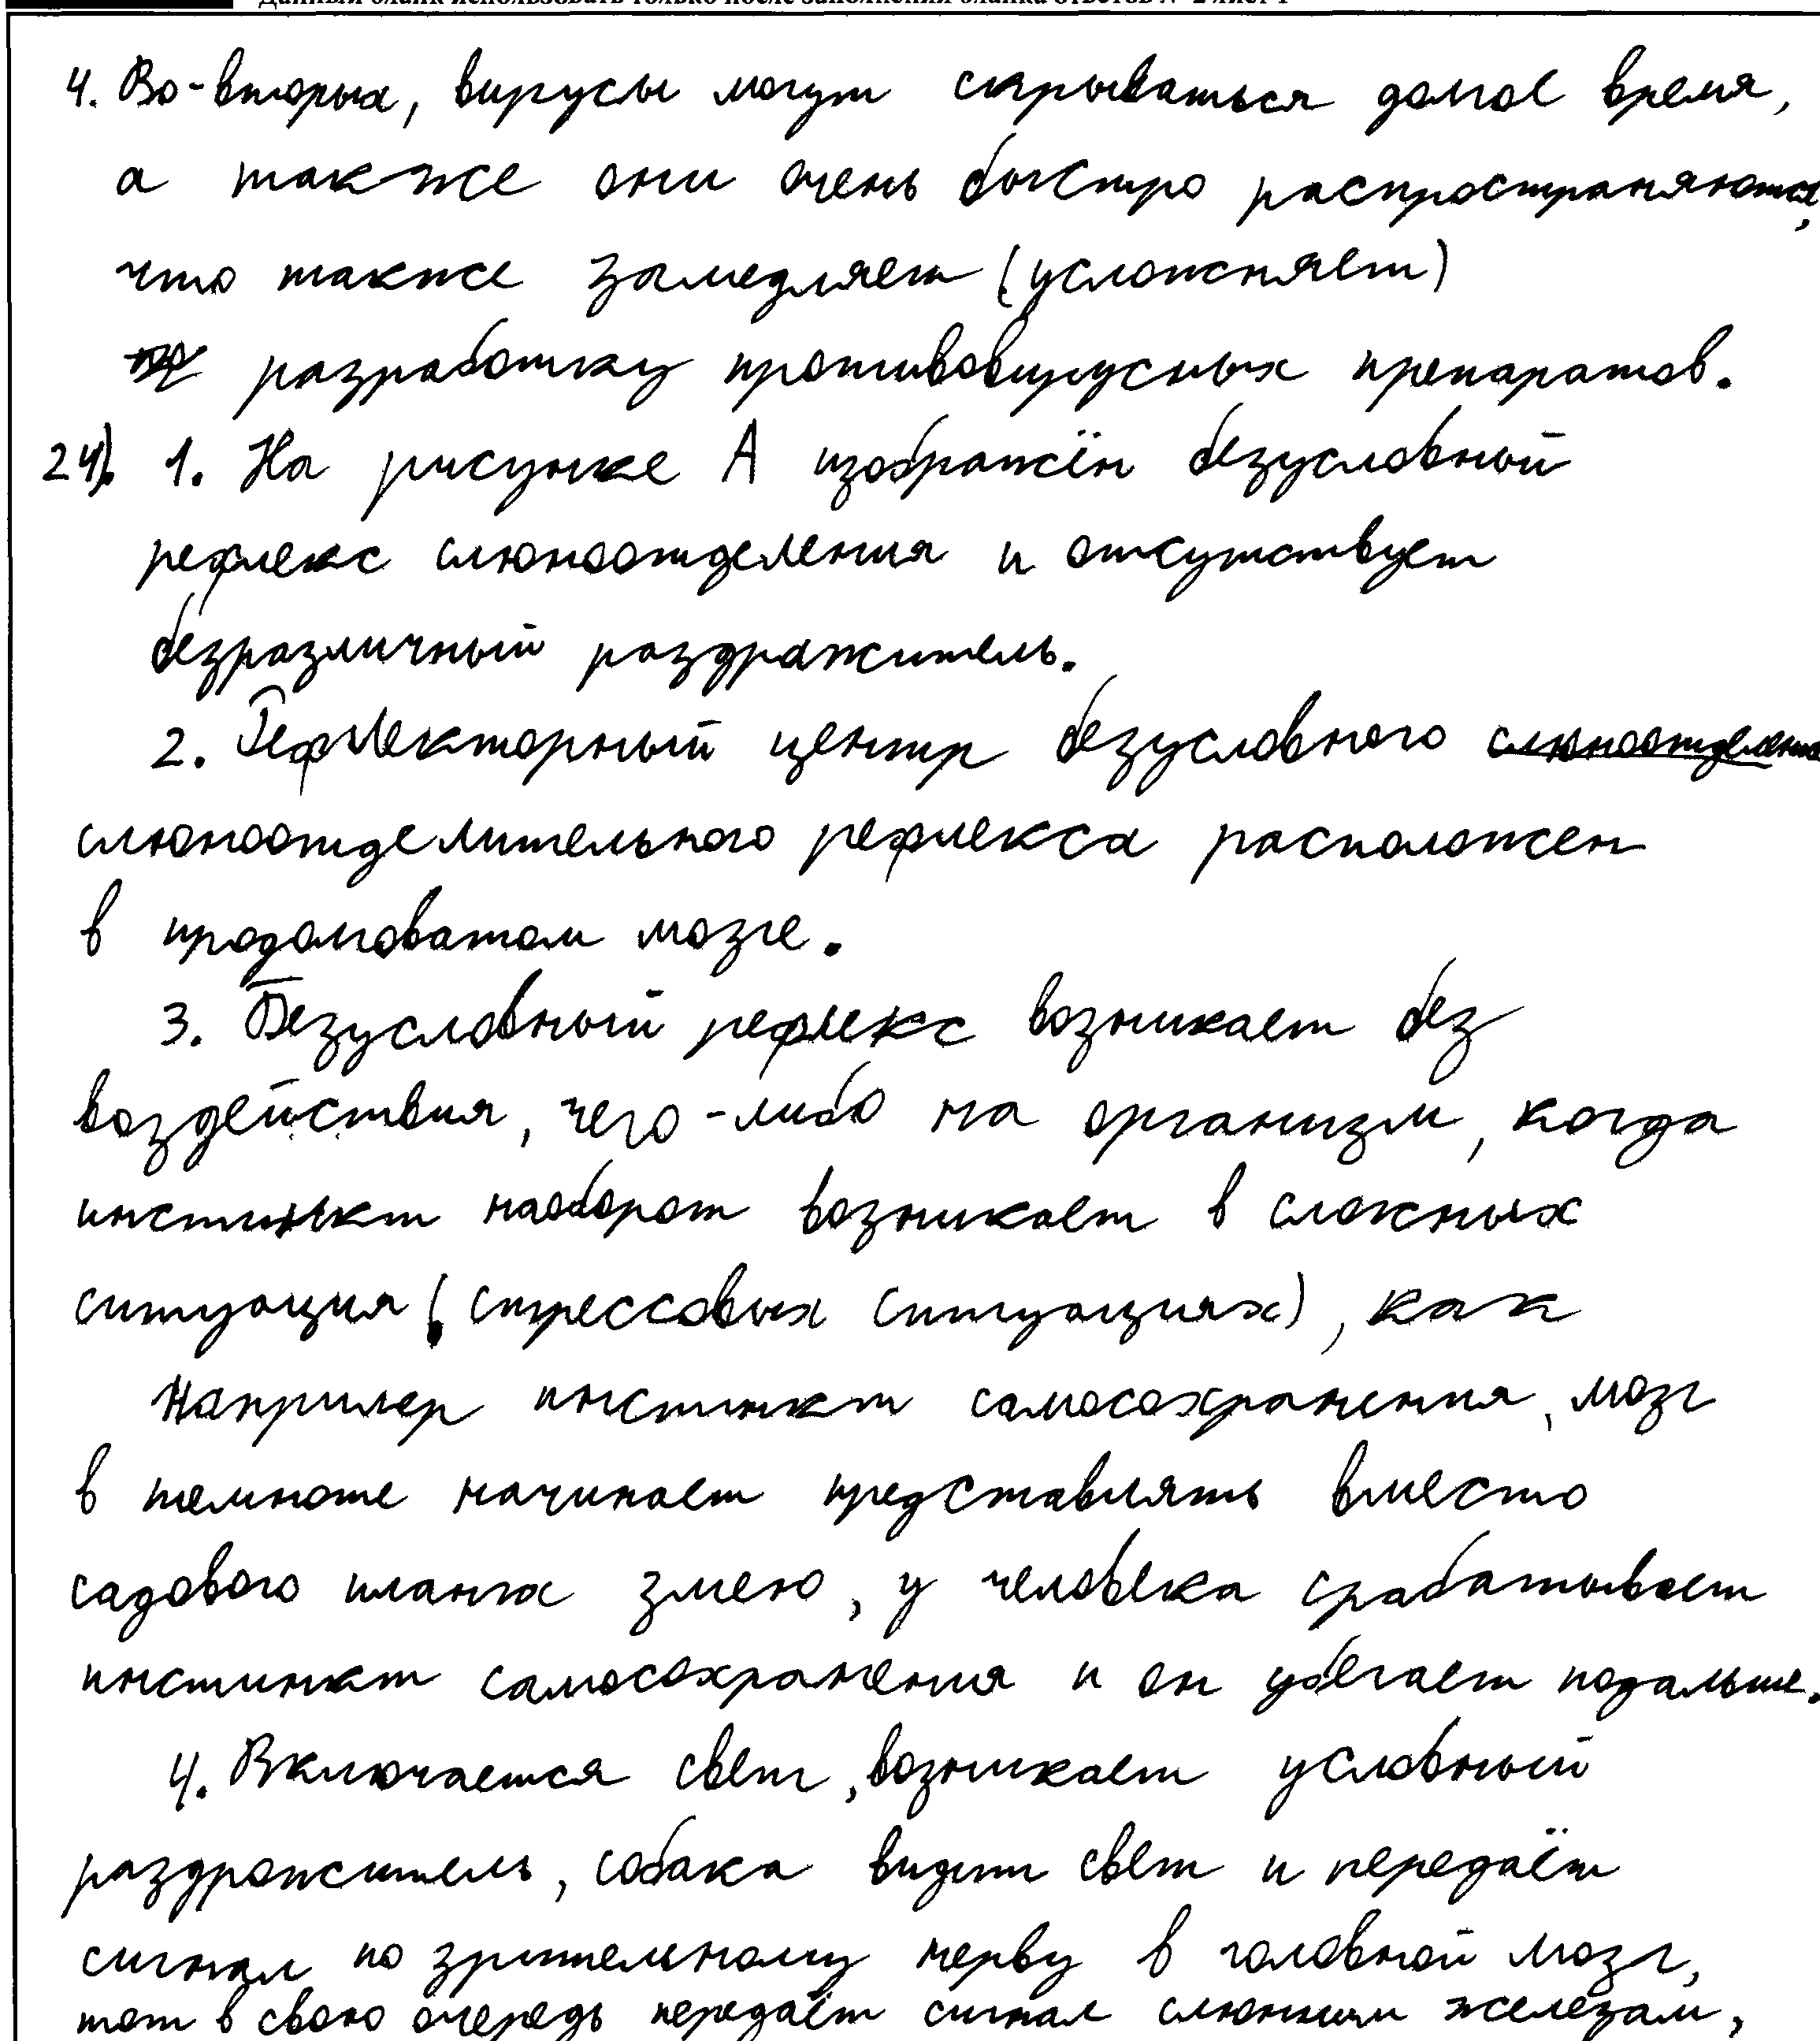 4. Во-вторых, вирусы могут скрываться долгое время,
а также они очень быстро распространяются,
что также замедляет (усложняет)
разработку противовирусных препаратов.
24). 1. На рисунке А изображён безусловный
рефлекс слюноотделения и отсутствует
безразличный раздражитель.
2. Рефлекторный центр безусловного слюноотделения
слюноотделительного рефлекса расположен
в продолговатом мозге.
3. Безусловный рефлекс возникает без
воздействия, чего-либо на организм, когда
инстинкт наоборот возникает в сложных
ситуация (стрессовых ситуациях), как
Например инстинкт самосохранения, мозг
в темноте начинает представлять вместо
садового шланга змею, у человека срабатывает
инстинкт самосохранения и он убегает подальше.
4. Включается свет, возникает условный
раздражитель, собака видит свет и передаёт
сигнал по зрительному нерву в головной мозг,
тот в свою очередь передаёт сигнал слюнным железам,